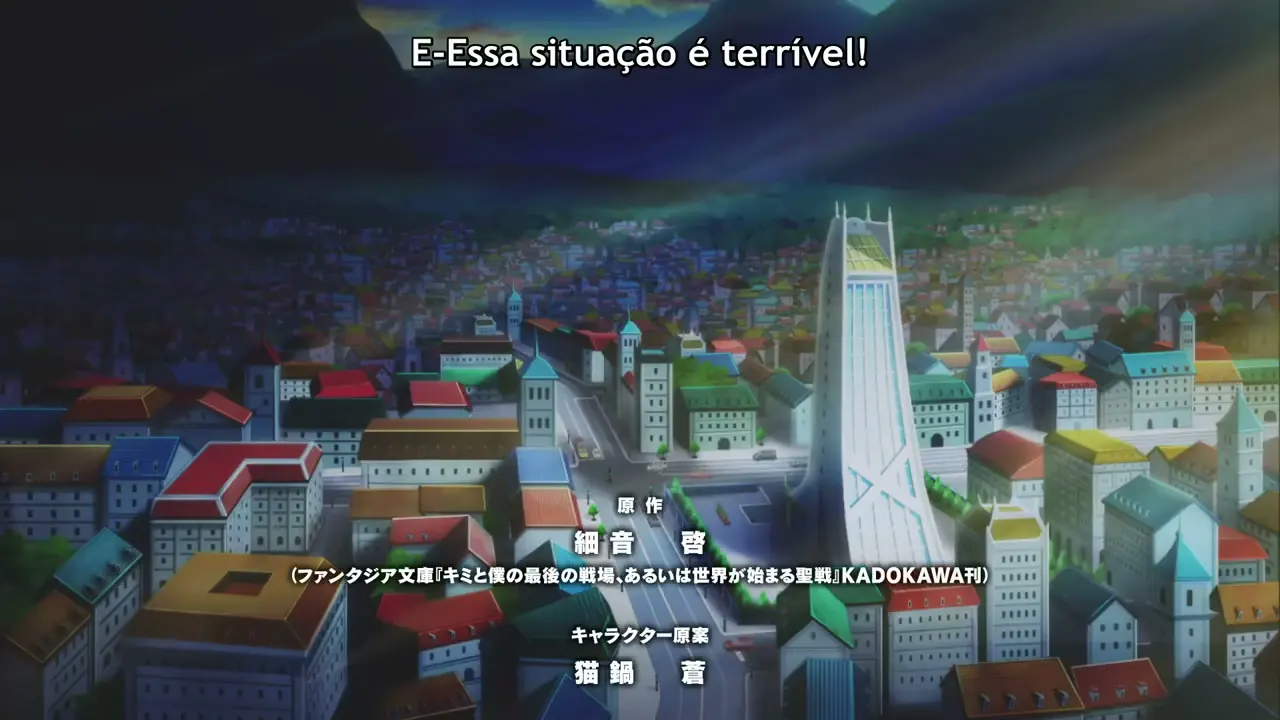 E-Essa situação é terrível!
原作
細音 啓
(ファンタジア文庫『キミと僕の最後の戦場、あるいは世界が始まる聖戦』KADOKAWA刊)
キャラクター原案
猫鍋 蒼